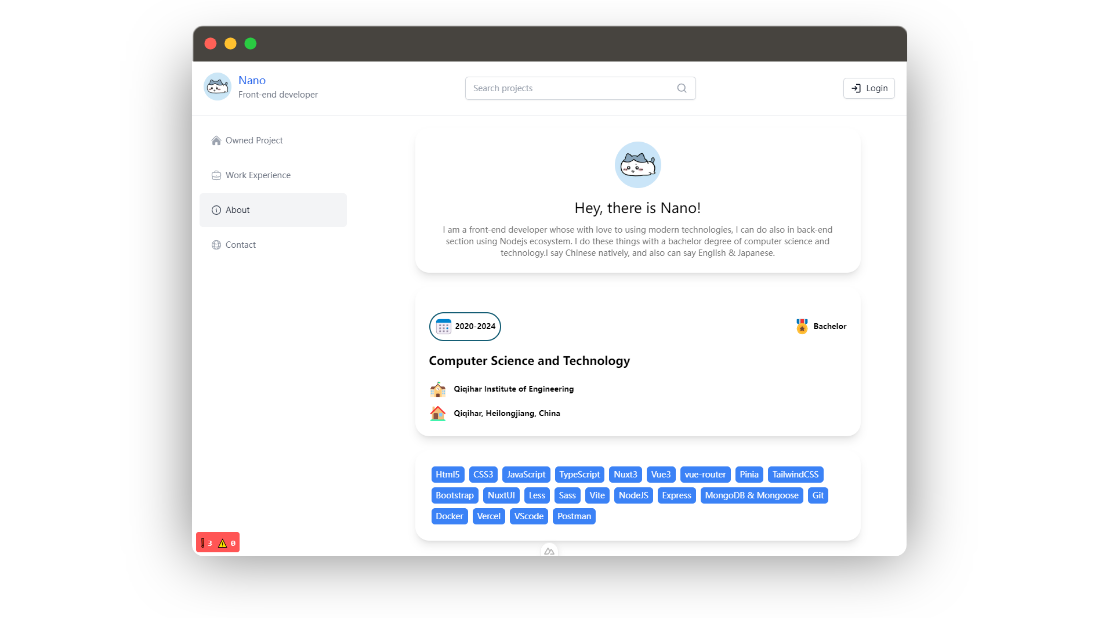 Nano
Front-end developer
Search projects
Login
Owned Project
Work Experience
About
Contact
Hey, there is Nano!
I am a front-end developer whose with love to using modern technologies, I can do also in back-end
section using Nodejs ecosystem. I do these things with a bachelor degree of computer science and
technology.I say Chinese natively, and also can say English & Japanese.
2020-2024
Bachelor
Computer Science and Technology
Qiqihar Institute of Engineering
Qiqihar, Heilongjiang, China
Html5 CSS3 JavaScript TypeScript Nuxt3 Vue3 vue-router Pinia TailwindCSS
Bootstrap NuxtUI Less Sass Vite NodeJS Express MongoDB & Mongoose Git
Docker Vercel VScode Postman
3 0